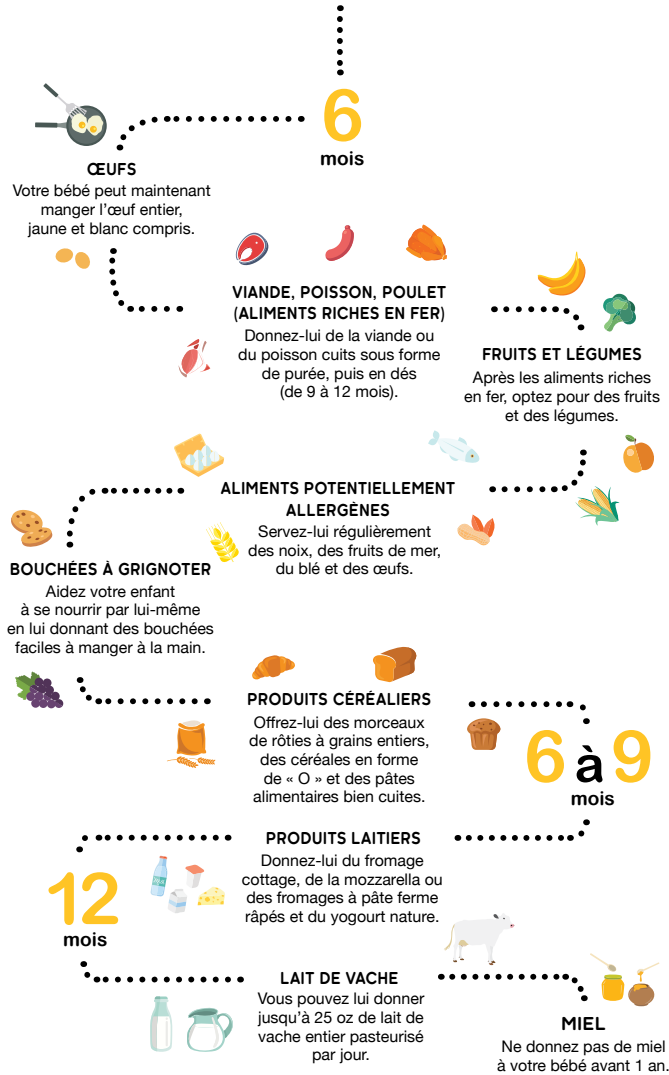 6
mois
ŒUFS
Votre bébé peut maintenant
manger l’œuf entier,
jaune et blanc compris.
VIANDE, POISSON, POULET
(ALIMENTS RICHES EN FER)
Donnez-lui de la viande ou
du poisson cuits sous forme
de purée, puis en dés
(de 9 à 12 mois).
FRUITS ET LÉGUMES
Après les aliments riches
en fer, optez pour des fruits
et des légumes.
ALIMENTS POTENTIELLEMENT
ALLERGÈNES
Servez-lui régulièrement
des noix, des fruits de mer,
du blé et des œufs.
BOUCHÉES À GRIGNOTER
Aidez votre enfant
à se nourrir par lui-même
en lui donnant des bouchées
faciles à manger à la main.
PRODUITS CÉRÉALIERS
Offrez-lui des morceaux
de rôties à grains entiers,
des céréales en forme
de « O » et des pâtes
alimentaires bien cuites.
6 à 9
mois
PRODUITS LAITIERS
Donnez-lui du fromage
cottage, de la mozzarella ou
des fromages à pâte ferme
râpés et du yogourt nature.
12
mois
LAIT DE VACHE
Vous pouvez lui donner
jusqu’à 25 oz de lait de
vache entier pasteurisé
par jour.
MIEL
Ne donnez pas de miel
à votre bébé avant 1 an.